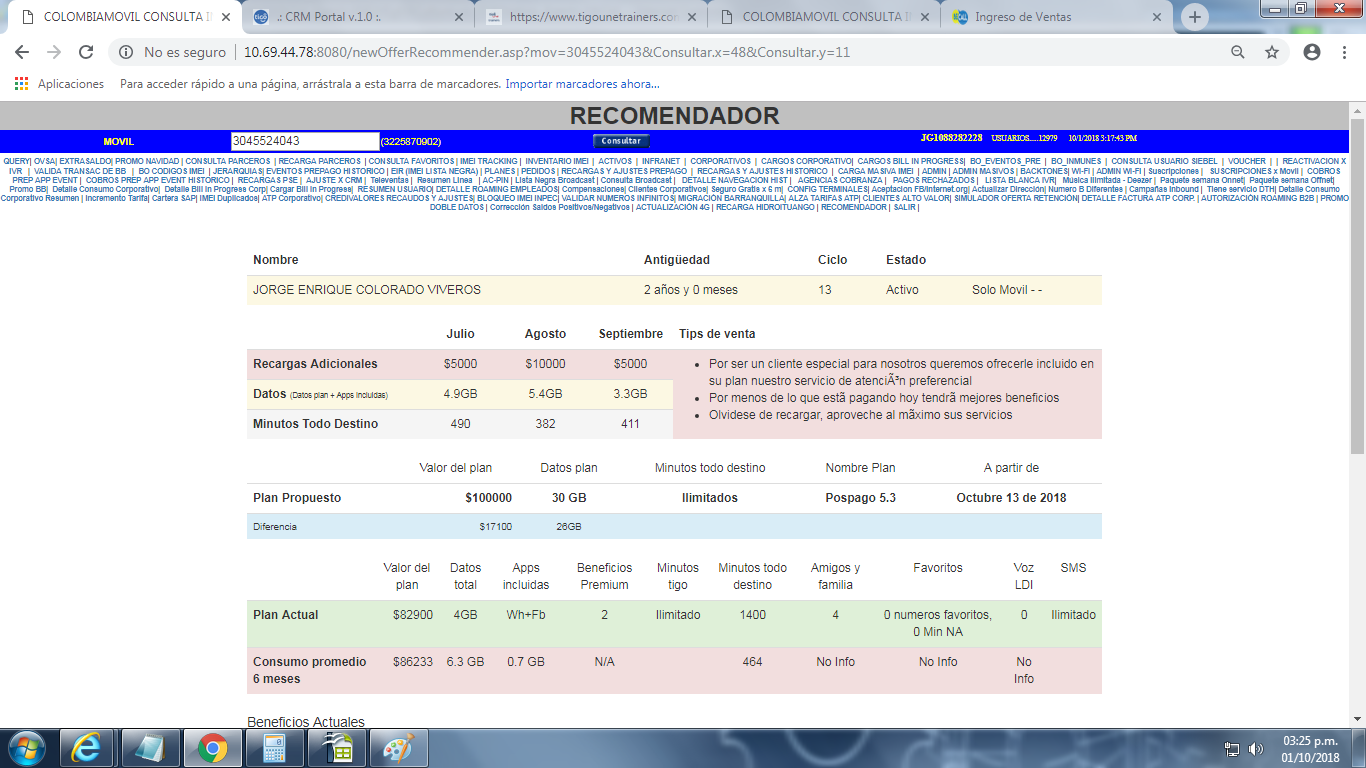 COLOMBIAMOVIL CONSULTA I
.: CRM Portal v.1.0 :.
https://www.tigounetrainers.con
COLOMBIAMOVIL CONSULTA I
Ingreso de Ventas
No es seguro
10.69.44.78:8080/newOfferRecommender.asp?mov=3045524043&Consultar.x=48&Consultar.y=11
Aplicaciones
Para acceder rápido a una página, arrástrala a esta barra de marcadores. Importar marcadores ahora...
RECOMENDADOR
MOVIL 3045524043 (3225870902) Consultar JG1088282228 USUARIOS.....12979 10/1/2018 3:17:43 PM
QUERY| OVSA| EXTRASALDO| PROMO NAVIDAD | CONSULTA PARCEROS | RECARGA PARCEROS | CONSULTA FAVORITOS | IMEI TRACKING | INVENTARIO IMEI | ACTIVOS | INFRANET | CORPORATIVOS | CARGOS CORPORATIVO| CARGOS BILL IN PROGRESS| BO_EVENTOS_PRE | BO_INMUNES | CONSULTA USUARIO SIEBEL | VOUCHER | | REACTIVACION X
IVR | VALIDA TRANSAC DE BB | BO CODIGOS IMEI | JERARQUIAS| EVENTOS PREPAGO HISTORICO | EIR (IMEI LISTA NEGRA) | PLANES | PEDIDOS | RECARGAS Y AJUSTES PREPAGO | RECARGAS Y AJUSTES HISTORICO | CARGA MASIVA IMEI | ADMIN | ADMIN MASIVOS | BACKTONES| WI-FI | ADMIN WI-FI | Suscripciones | SUSCRIPCIONES x Movil | COBROS
PREP APP EVENT | COBROS PREP APP EVENT HISTORICO | RECARGAS PSE | AJUSTE X CRM | Televentas | Resumen Linea | AC-PIN | Lista Negra Broadcast | Consulta Broadcast | DETALLE NAVEGACION HIST | AGENCIAS COBRANZA | PAGOS RECHAZADOS | LISTA BLANCA IVR| Música Ilimitada - Deezer | Paquete semana Onnet| Paquete semana Offnet|
Promo BB| Detalle Consumo Corporativo| Detalle Bill In Progress Corp| Cargar Bill in Progress| RESUMEN USUARIO| DETALLE ROAMING EMPLEADOS| Compensaciones| Clientes Corporativos| Seguro Gratis x 6 m| CONFIG TERMINALES| Aceptacion FB/Internet.org| Actualizar Dirección| Numero B Diferentes | Campañas Inbound | Tiene servicio DTH| Detalle Consumo
Corporativo Resumen | Incremento Tarifa| Cartera SAP| IMEI Duplicados| ATP Corporativo| CREDIVALORES RECAUDOS Y AJUSTES| BLOQUEO IMEI INPEC| VALIDAR NUMEROS INFINITOS| MIGRACIÓN BARRANQUILLA| ALZA TARIFAS ATP| CLIENTES ALTO VALOR| SIMULADOR OFERTA RETENCIÓN| DETALLE FACTURA ATP CORP. | AUTORIZACIÓN ROAMING B2B | PROMO
DOBLE DATOS | Corrección Saldos Positivos/Negativos | ACTUALIZACIÓN 4G | RECARGA HIDROITUANGO | RECOMENDADOR | SALIR |
Nombre Antigüedad Ciclo Estado
JORGE ENRIQUE COLORADO VIVEROS 2 años y 0 meses 13 Activo Solo Movil - -
Julio Agosto Septiembre Tips de venta
Recargas Adicionales $5000 $10000 $5000
Datos (Datos plan + Apps Incluidas) 4.9GB 5.4GB 3.3GB
Minutos Todo Destino 490 382 411
• Por ser un cliente especial para nosotros queremos ofrecerle incluido en
su plan nuestro servicio de atenciÃ³n preferencial
• Por menos de lo que estã pagando hoy tendrã mejores beneficios
• Olvidese de recargar, aproveche al mãximo sus servicios
Valor del plan Datos plan Minutos todo destino Nombre Plan A partir de
Plan Propuesto $100000 30 GB Ilimitados Pospago 5.3 Octubre 13 de 2018
Diferencia $17100 26GB
Valor del Datos Apps Beneficios Minutos Minutos todo Amigos y Favoritos Voz SMS
plan total incluidas Premium tigo destino familia LDI
Plan Actual $82900 4GB Wh+Fb 2 Ilimitado 1400 4 0 numeros favoritos, 0 Ilimitado
0 Min NA
Consumo promedio $86233 6.3 GB 0.7 GB N/A 464 No Info No Info No
6 meses Info
Beneficios Actuales
03:25 p.m.
01/10/2018